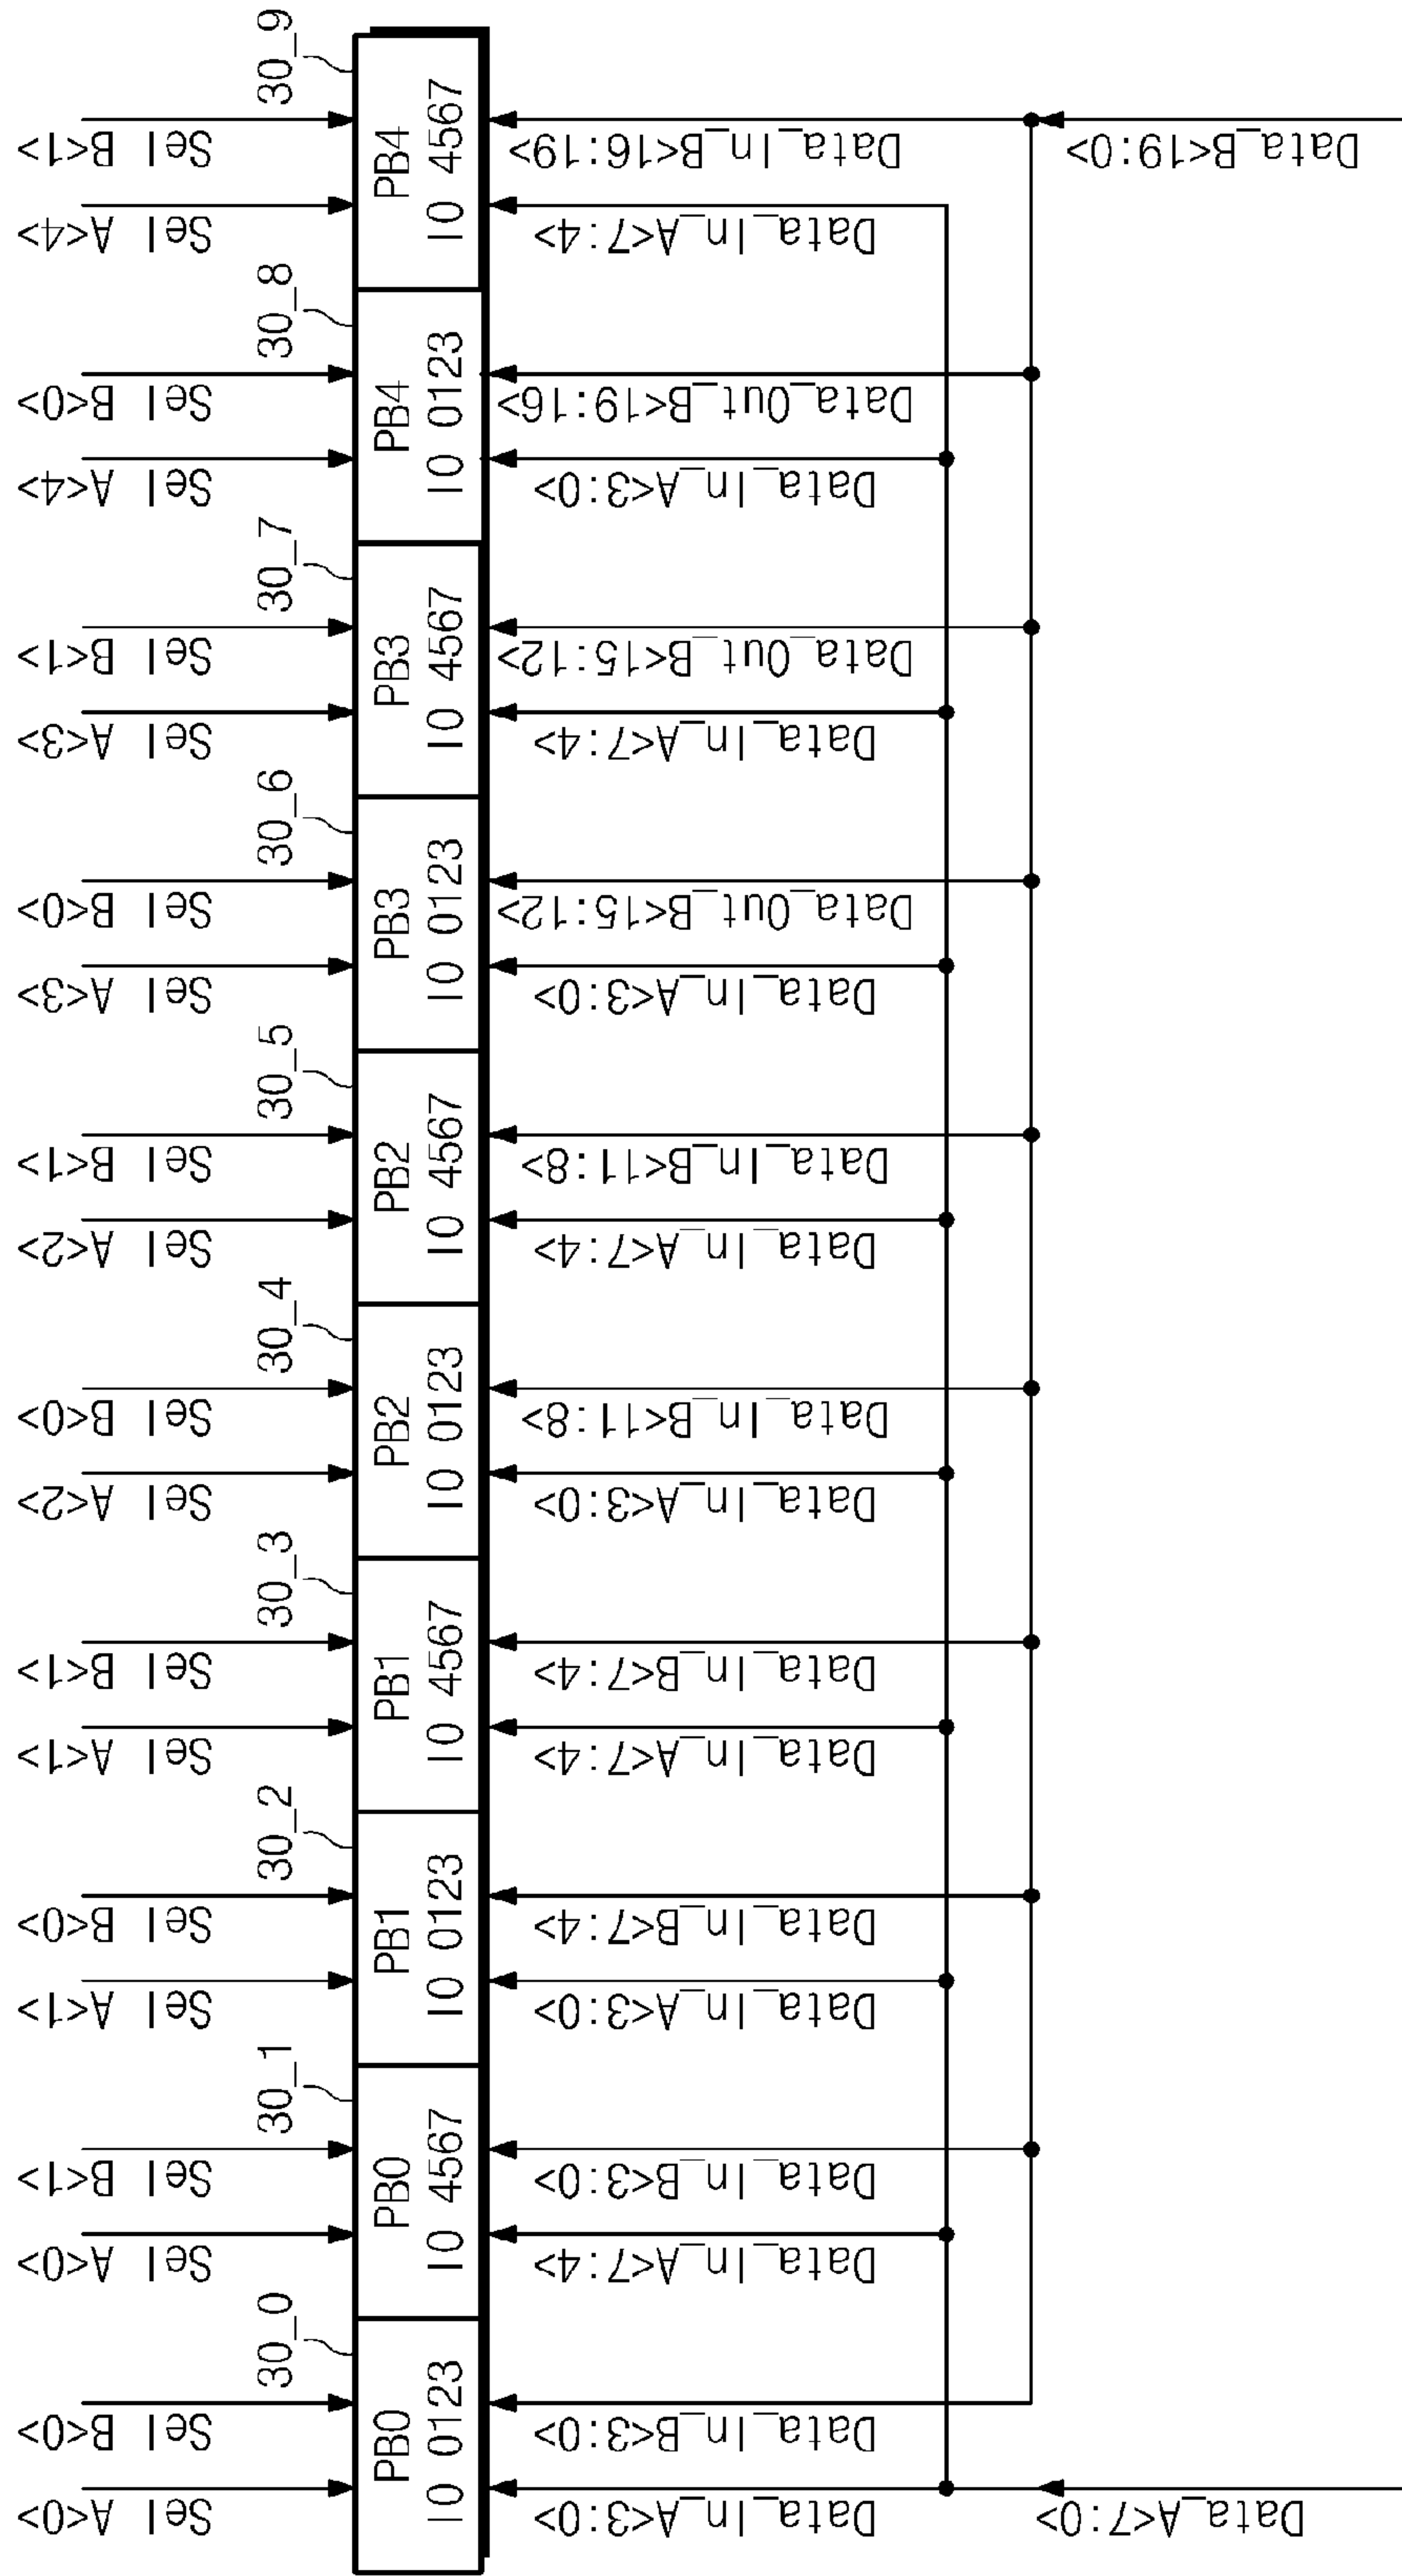 Sel A<0>
Sel B<0>
Sel A<0>
Sel B<1>
Sel A<1>
Sel B<0>
Sel A<1>
Sel B<1>
Sel A<2>
Sel B<0>
Sel A<2>
Sel B<1>
Sel A<3>
Sel B<0>
Sel A<3>
Sel B<1>
Sel A<4>
Sel B<0>
Sel A<4>
Sel B<1>
30_0
30_1
30_2
30_3
30_4
30_5
30_6
30_7
30_8
30_9
PB0
IO 0123
PB0
IO 4567
PB1
IO 0123
PB1
IO 4567
PB2
IO 0123
PB2
IO 4567
PB3
IO 0123
PB3
IO 4567
PB4
IO 0123
PB4
IO 4567
Data_In_A<3:0>
Data_In_B<3:0>
Data_In_A<7:4>
Data_In_B<3:0>
Data_In_A<3:0>
Data_In_B<7:4>
Data_In_A<7:4>
Data_In_B<7:4>
Data_In_A<3:0>
Data_In_B<11:8>
Data_In_A<7:4>
Data_In_B<11:8>
Data_In_A<3:0>
Data_Out_B<15:12>
Data_In_A<7:4>
Data_Out_B<15:12>
Data_In_A<3:0>
Data_Out_B<19:16>
Data_In_A<7:4>
Data_In_B<16:19>
Data_A<7:0>
Data_B<19:0>